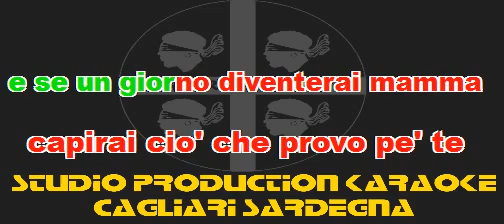 e se un giorno diventerai mamma
capirai cio' che provo pe' te
STUDIO PRODUCTION KARAOKE
CAGLIARI SARDEGNA